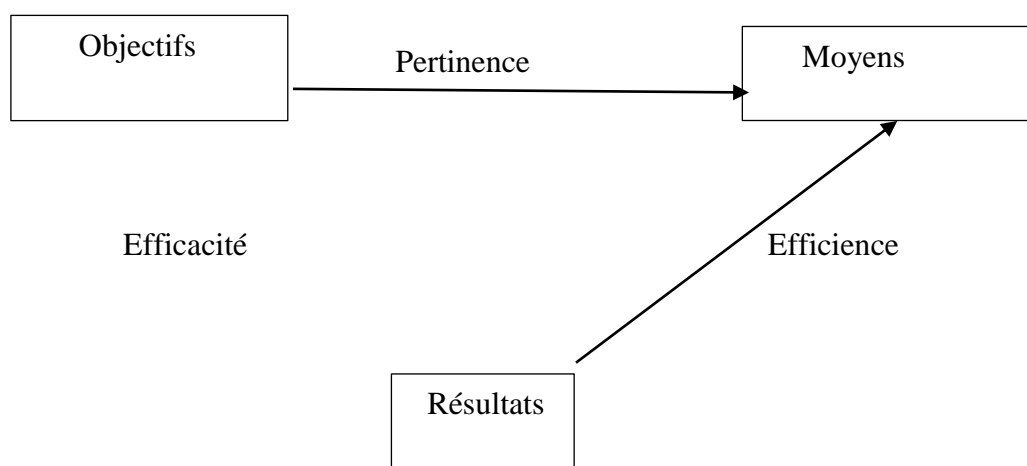 Objectifs
Moyens
Pertinence
Efficacité
Efficience
Résultats